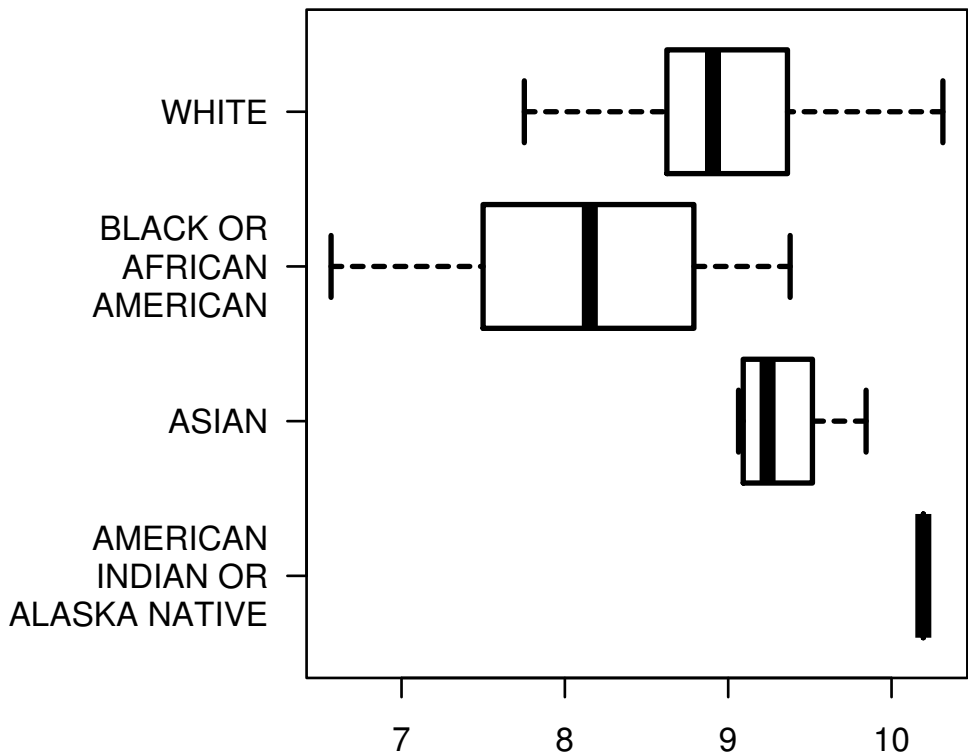 WHITE
BLACK OR
AFRICAN
AMERICAN
ASIAN
AMERICAN
INDIAN OR
ALASKA NATIVE
7 8 9 10